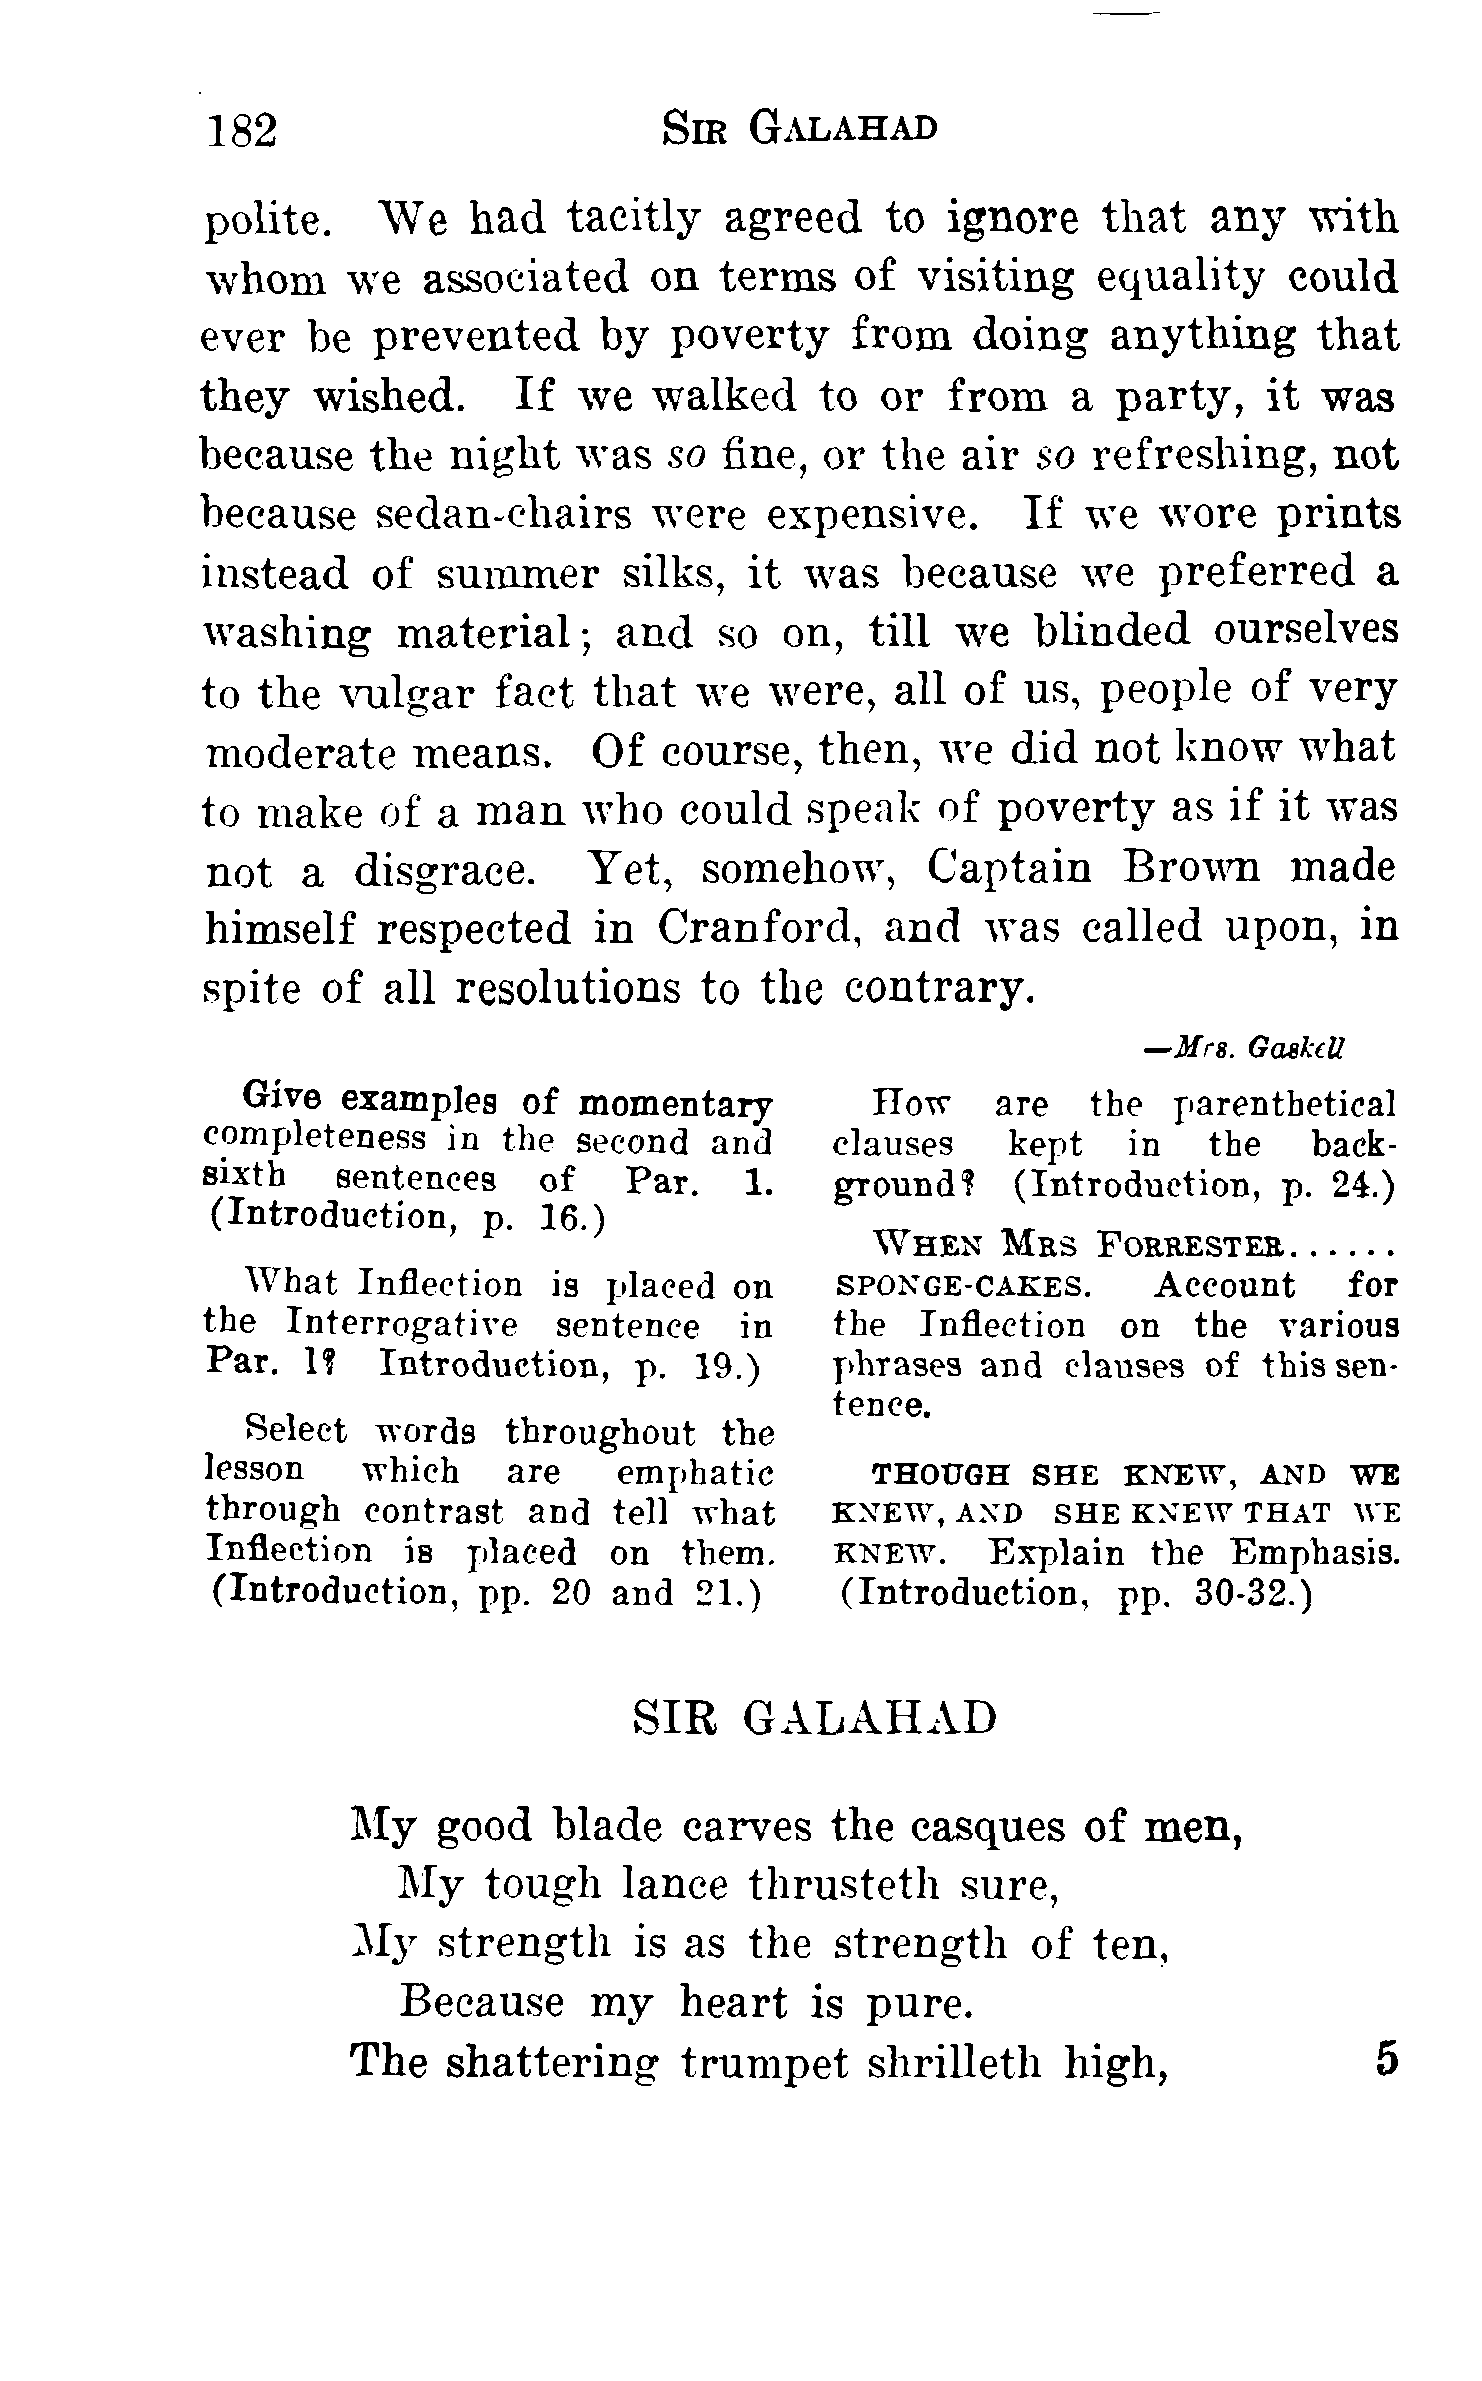 182 SIR GALAHAD
polite. We had tacitly agreed to ignore that any with
whom we associated on terms of visiting equality could
ever be prevented by poverty from doing anything that
they wished. If we walked to or from a party, it was
because the night was so fine, or the air so refreshing, not
because sedan-chairs were expensive. If we wore prints
instead of summer silks, it was because we preferred a
washing material; and so on, till we blinded ourselves
to the vulgar fact that we were, all of us, people of very
moderate means. Of course, then, we did not know what
to make of a man who could speak of poverty as if it was
not a disgrace. Yet, somehow, Captain Brown made
himself respected in Cranford, and was called upon, in
spite of all resolutions to the contrary.
—Mrs. Gaskell
Give examples of momentary
completeness in the second and
sixth sentences of Par. 1.
(Introduction, p. 16.)
What Inflection is placed on
the Interrogative sentence in
Par. 1? Introduction, p. 19.)
Select words throughout the
lesson which are emphatic
through contrast and tell what
Inflection is placed on them.
(Introduction, pp. 20 and 21.)
How are the parenthetical
clauses kept in the back-
ground? (Introduction, p. 24.)
WHEN MRS FORRESTER......
SPONGE-CAKES. Account for
the Inflection on the various
phrases and clauses of this sen-
tence.
THOUGH SHE KNEW, AND WE
KNEW, AND SHE KNEW THAT WE
KNEW. Explain the Emphasis.
(Introduction, pp. 30-32.)
SIR GALAHAD
My good blade carves the casques of men,
My tough lance thrusteth sure,
My strength is as the strength of ten,
Because my heart is pure.
The shattering trumpet shrilleth high, 5